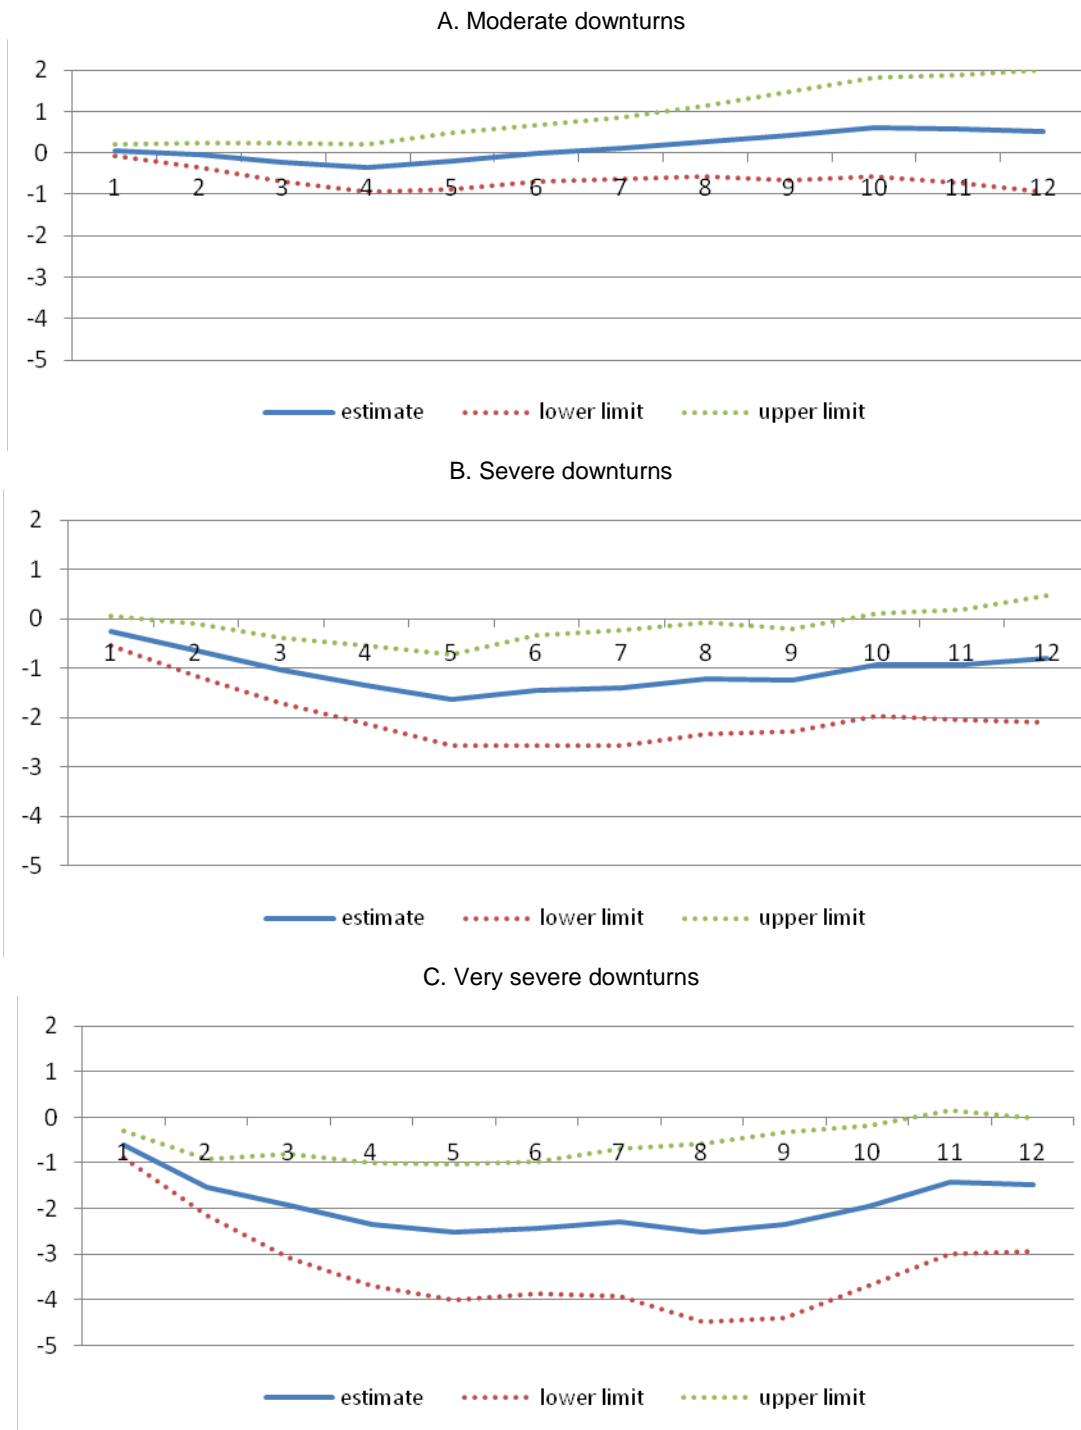 A. Moderate downturns
2
1
0
-1
-2
-3
-4
-5
1 2 3 4 5 6 7 8 9 10 11 12
estimate lower limit upper limit
B. Severe downturns
2
1
0
-1
-2
-3
-4
-5
1 2 3 4 5 6 7 8 9 10 11 12
estimate lower limit upper limit
C. Very severe downturns
2
1
0
-1
-2
-3
-4
-5
1 2 3 4 5 6 7 8 9 10 11 12
estimate lower limit upper limit